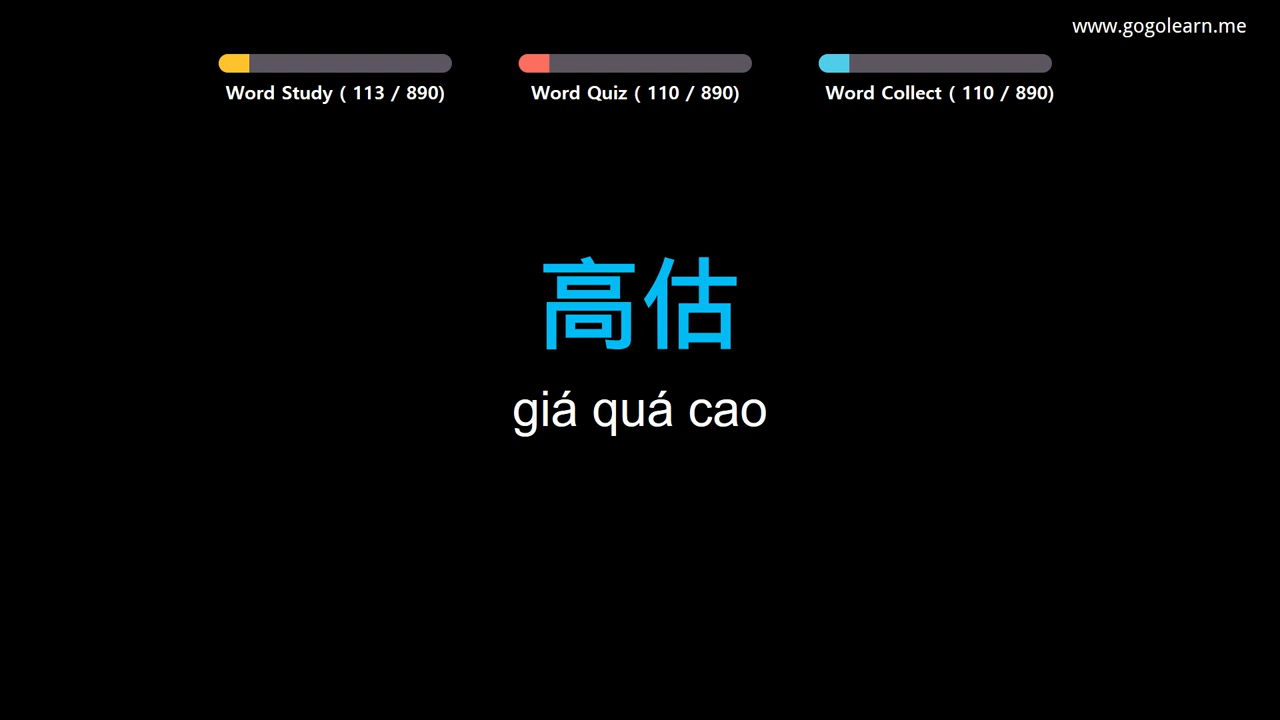 www.gogolearn.me
Word Study ( 113 / 890)
Word Quiz ( 110 / 890)
Word Collect ( 110 / 890)
高估
giá quá cao